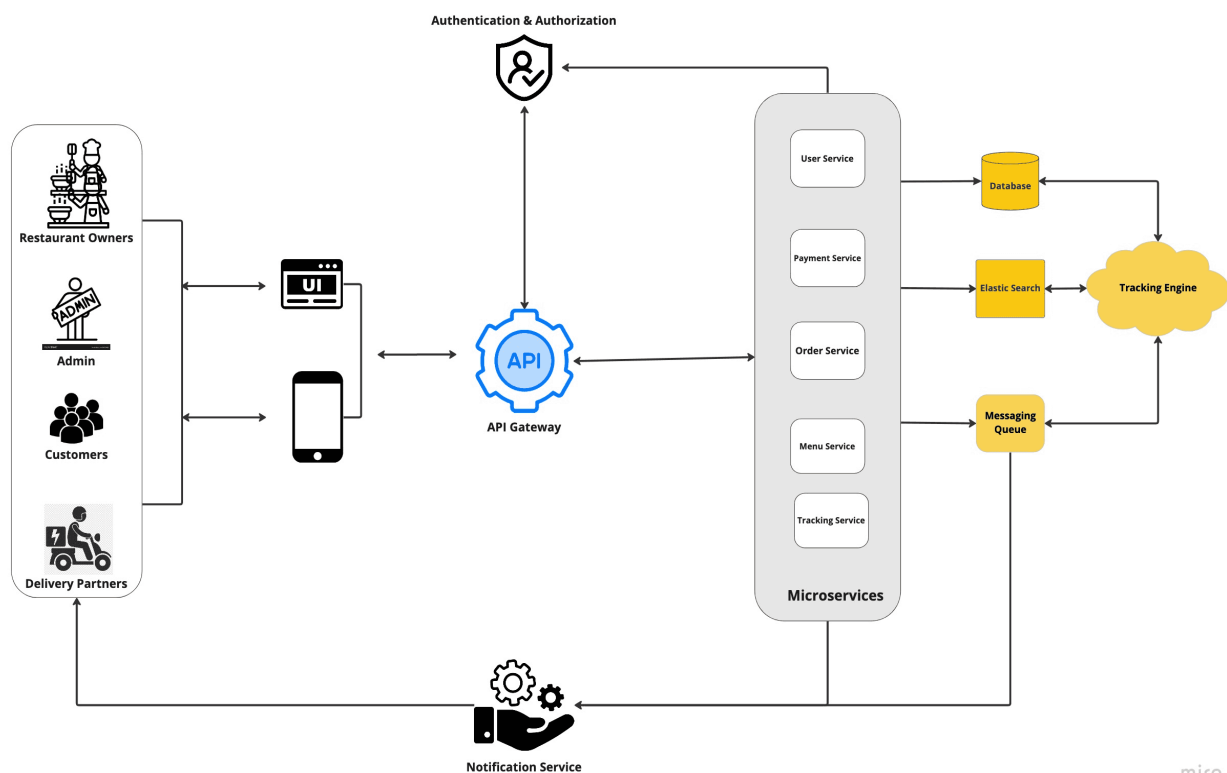 Authentication & Authorization
Restaurant Owners
ADMIN
Admin
Customers
Delivery Partners
UI
API
API Gateway
User Service
Payment Service
Order Service
Menu Service
Tracking Service
Microservices
Database
Elastic Search
Messaging
Queue
Tracking Engine
Notification Service
miro